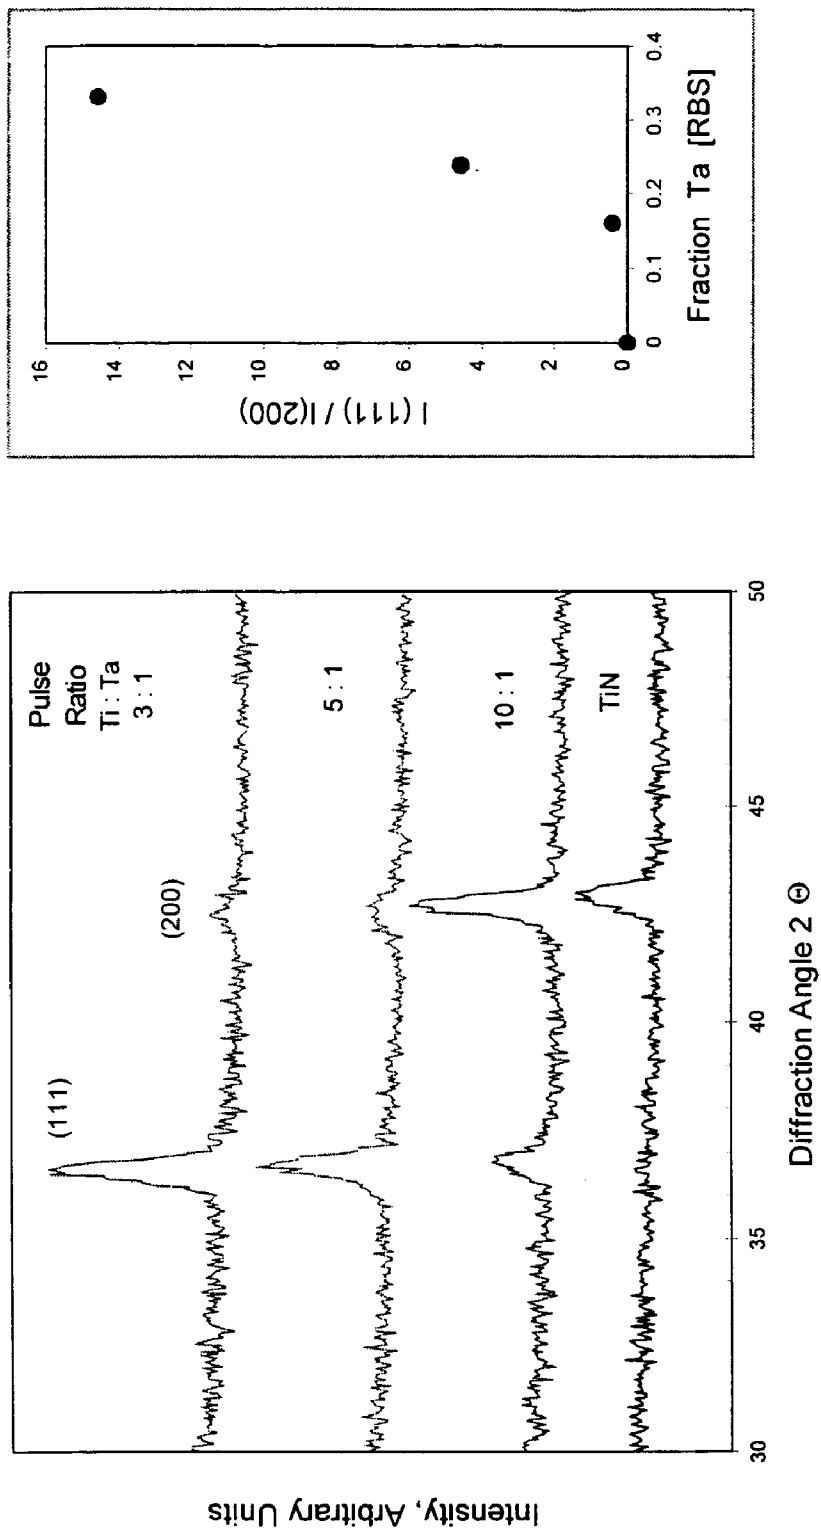 Intensity, Arbitrary Units
Pulse
Ratio
Ti : Ta
3 : 1
(111)
(200)
5 : 1
10 : 1
TiN
30
35
40
45
50
Diffraction Angle 2 Θ
I (111) / I(200)
16
14
12
10
8
6
4
2
0
0
0.1
0.2
0.3
0.4
Fraction Ta [RBS]